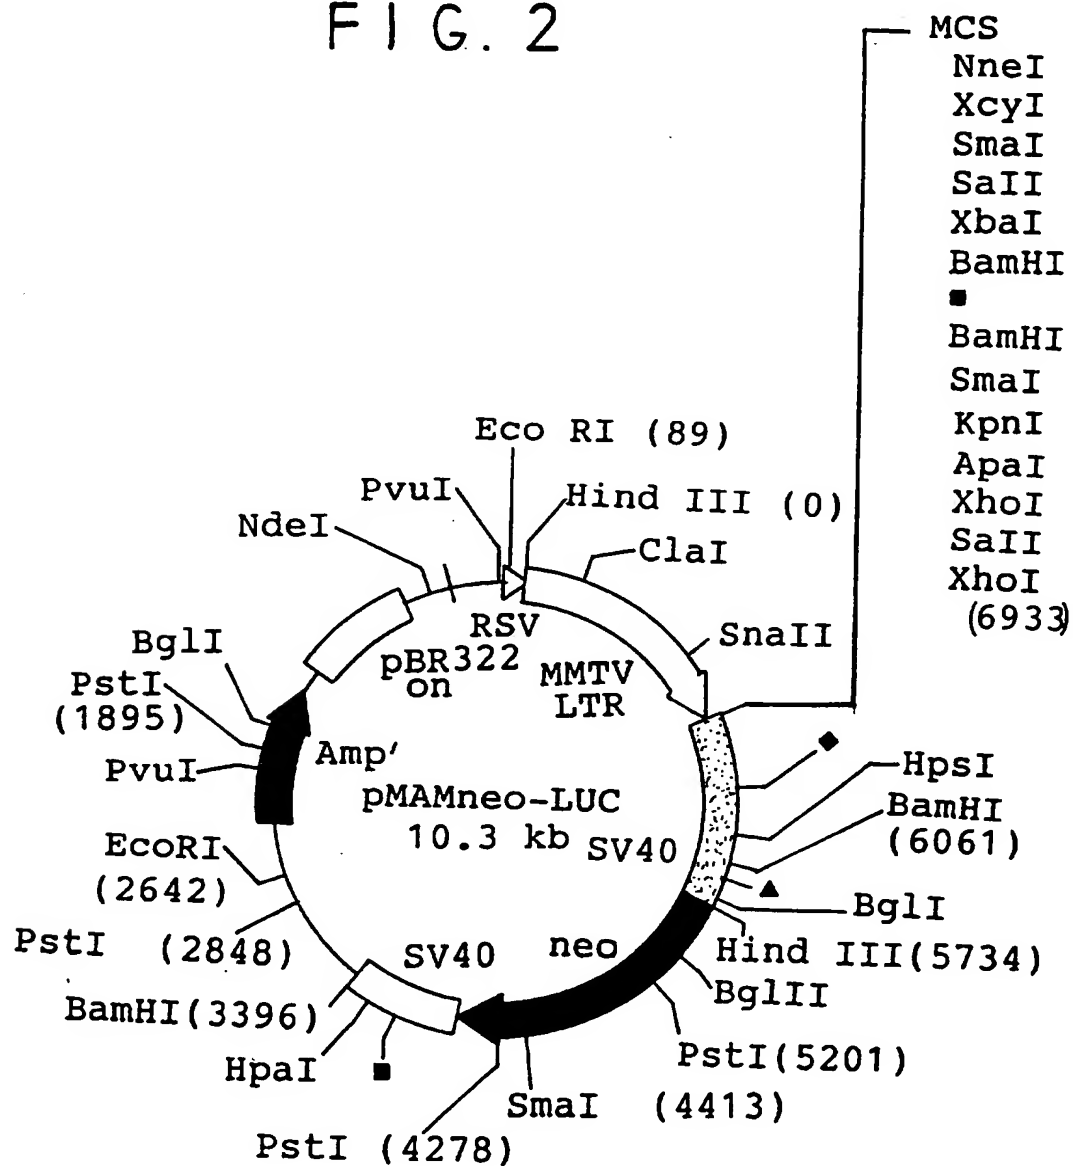 FIG. 2
MCS
NneI
XcyI
SmaI
SaII
XbaI
BamHI
BamHI
SmaI
KpnI
ApaI
XhoI
SaII
XhoI
(6933)
Eco RI (89)
PvuI
Hind III (0)
NdeI
ClaI
RSV
SnaII
BglI
pBR322
on
MMTV
LTR
PstI
(1895)
Amp'
PvuI
HpsI
pMAMneo-LUC
10.3 kb
BamHI
(6061)
SV40
EcoRI
(2642)
BglI
PstI (2848)
SV40
neo
Hind III(5734)
BglII
BamHI(3396)
HpaI
PstI(5201)
SmaI (4413)
PstI (4278)